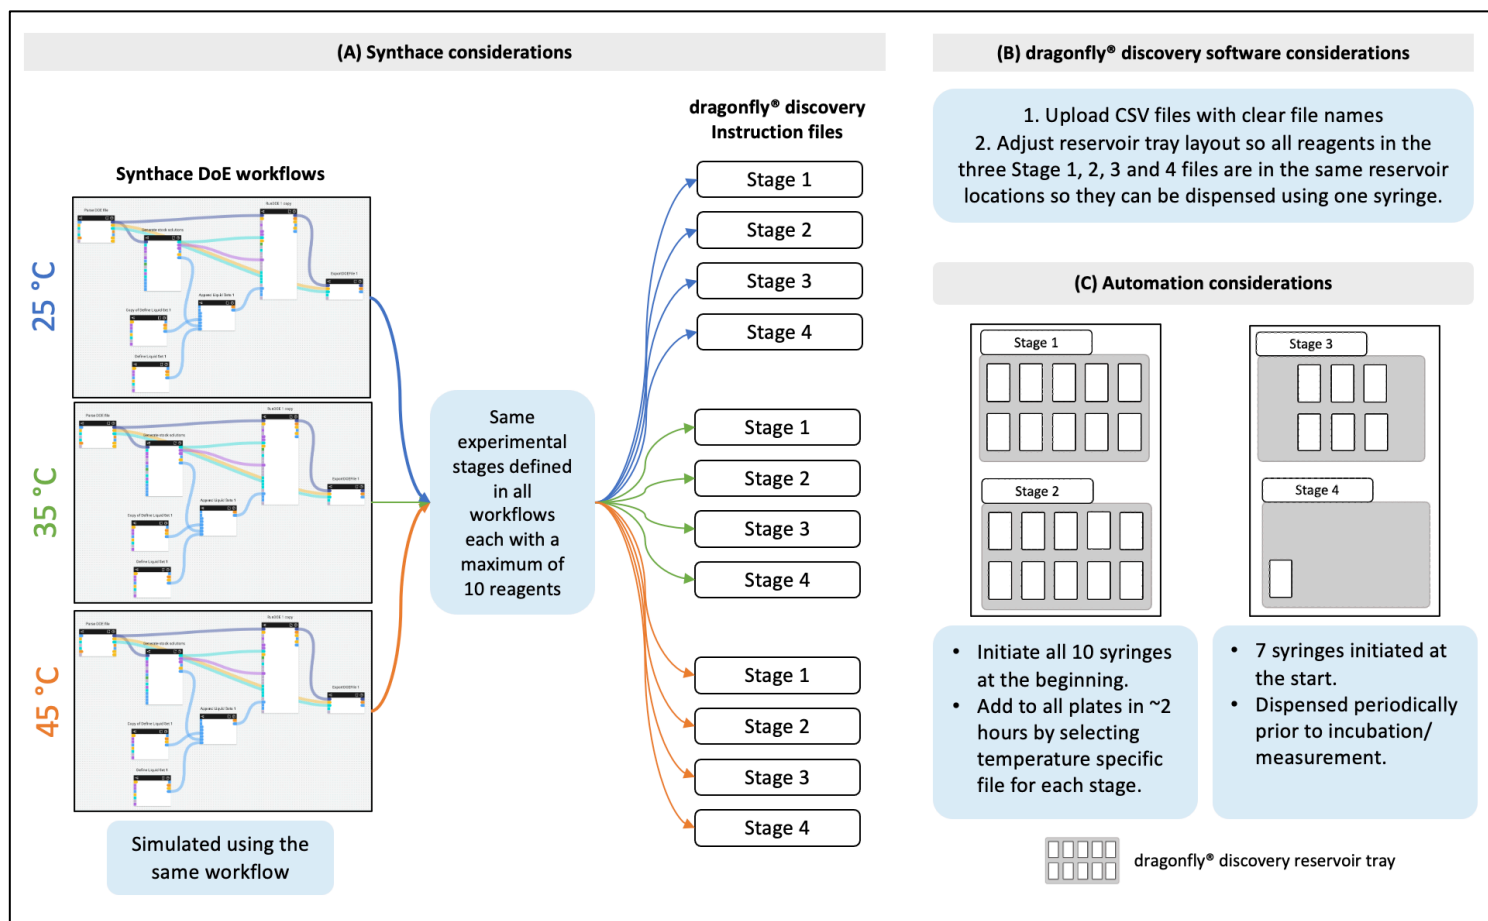 (A) Synthace considerations
Synthace DoE workflows
25 °C
35 °C
45 °C
Simulated using the
same workflow
Same
experimental
stages defined
in all
workflows
each with a
maximum of
10 reagents
dragonfly® discovery
Instruction files
Stage 1
Stage 2
Stage 3
Stage 4
Stage 1
Stage 2
Stage 3
Stage 4
Stage 1
Stage 2
Stage 3
Stage 4
(B) dragonfly® discovery software considerations
1. Upload CSV files with clear file names
2. Adjust reservoir tray layout so all reagents in the
three Stage 1, 2, 3 and 4 files are in the same reservoir
locations so they can be dispensed using one syringe.
(C) Automation considerations
Stage 1
Stage 2
Stage 3
Stage 4
• Initiate all 10 syringes
at the beginning.
• Add to all plates in ~2
hours by selecting
temperature specific
file for each stage.
• 7 syringes initiated at
the start.
• Dispensed periodically
prior to incubation/
measurement.
dragonfly® discovery reservoir tray